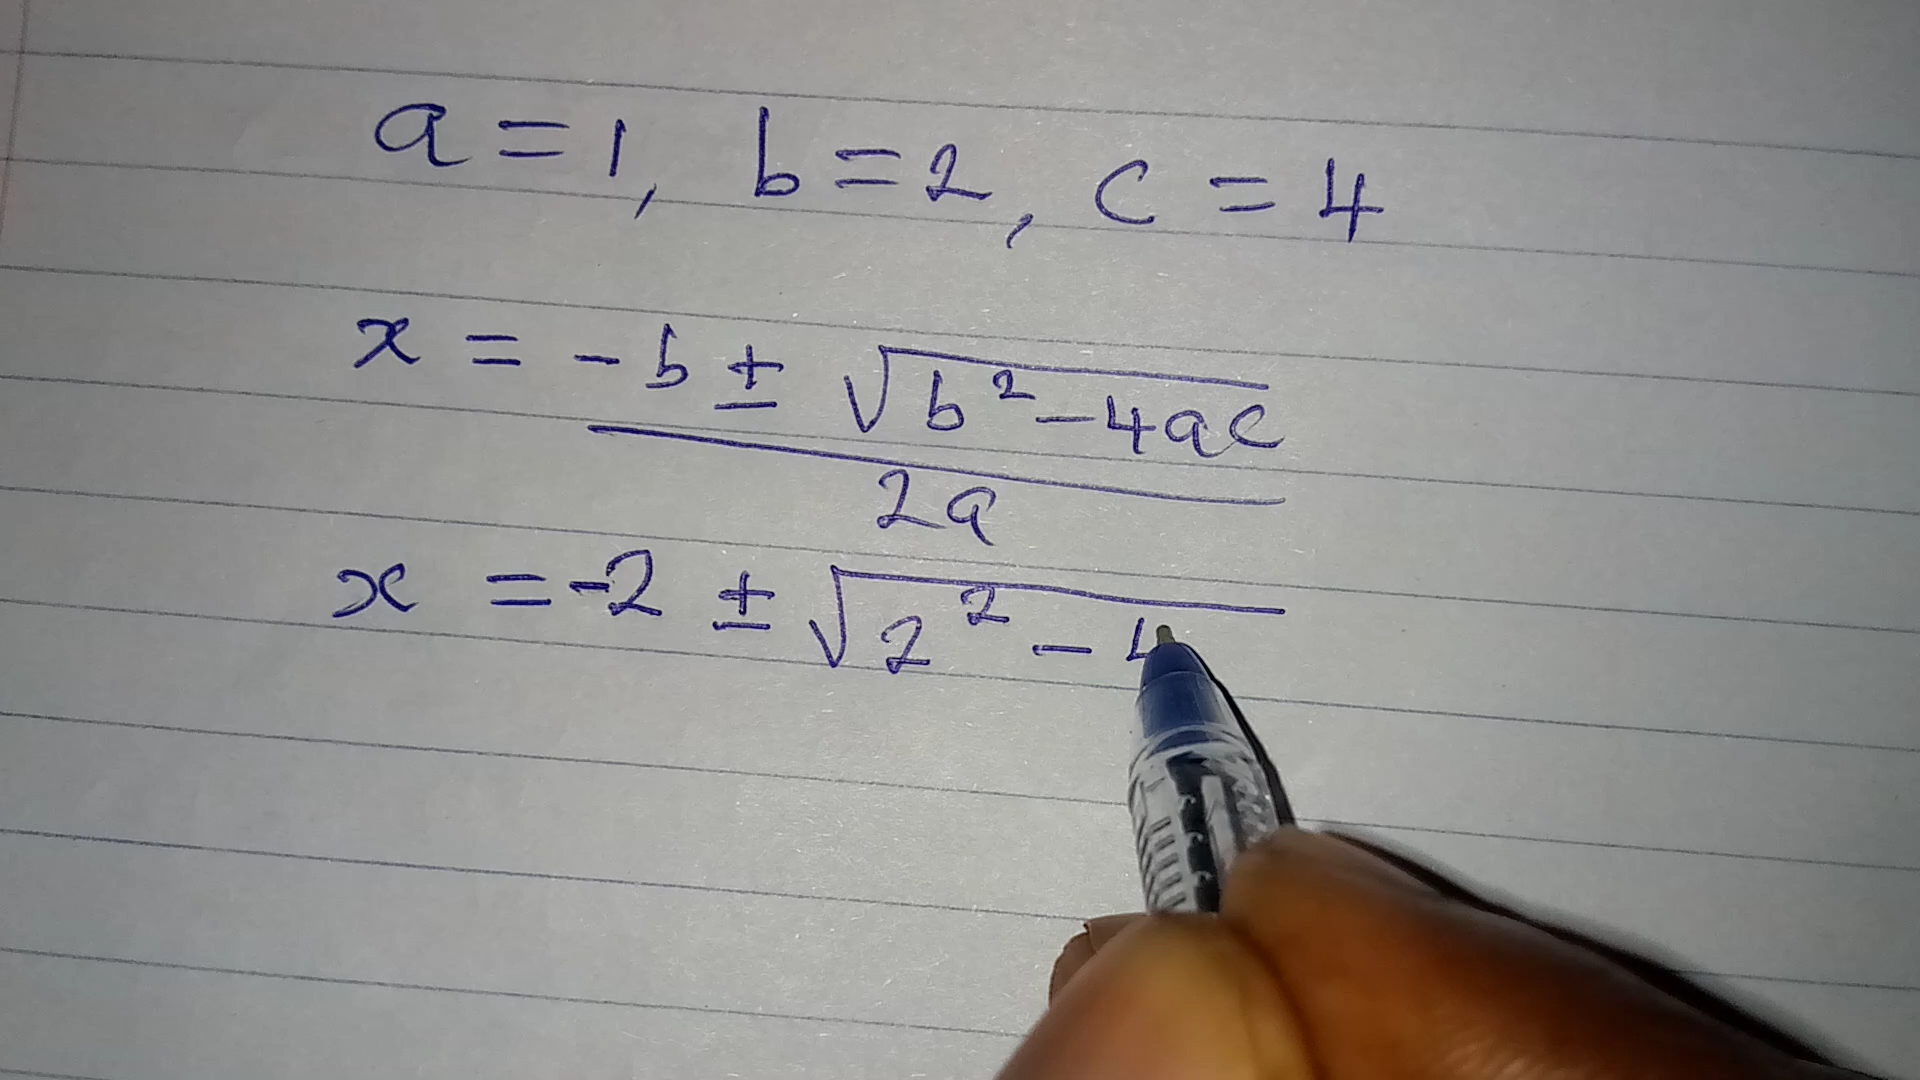 a = 1, b = 2, c = 4
x = -b ± √b² - 4ac
2a
x = -2 ± √2² - 4